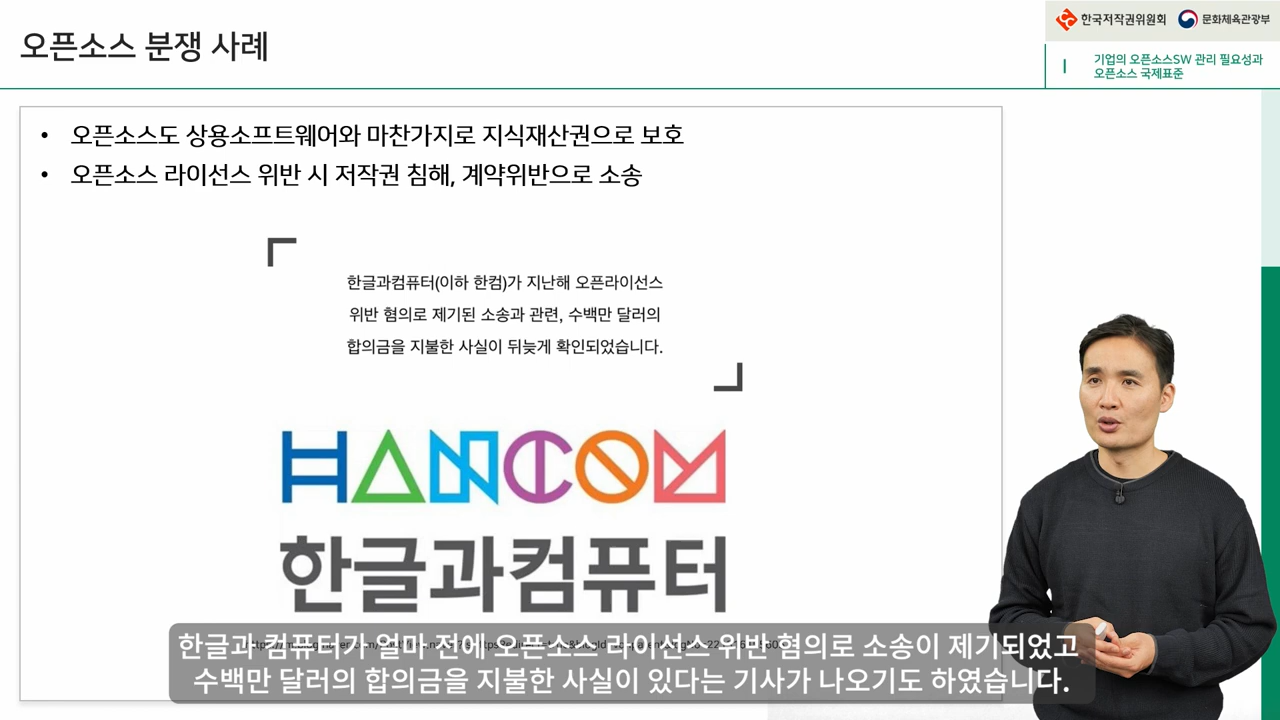 오픈소스 분쟁 사례
한국저작권위원회
문화체육관광부
I
기업의 오픈소스SW 관리 필요성과
오픈소스 국제표준
• 오픈소스도 상용소프트웨어와 마찬가지로 지식재산권으로 보호
• 오픈소스 라이선스 위반 시 저작권 침해, 계약위반으로 소송
한글과컴퓨터(이하 한컴)가 지난해 오픈라이선스
위반 혐의로 제기된 소송과 관련, 수백만 달러의
합의금을 지불한 사실이 뒤늦게 확인되었습니다.
HANCOM
한글과컴퓨터
한글과 컴퓨터가 얼마 전에 오픈소스 라이선스 위반 혐의로 소송이 제기되었고
수백만 달러의 합의금을 지불한 사실이 있다는 기사가 나오기도 하였습니다.